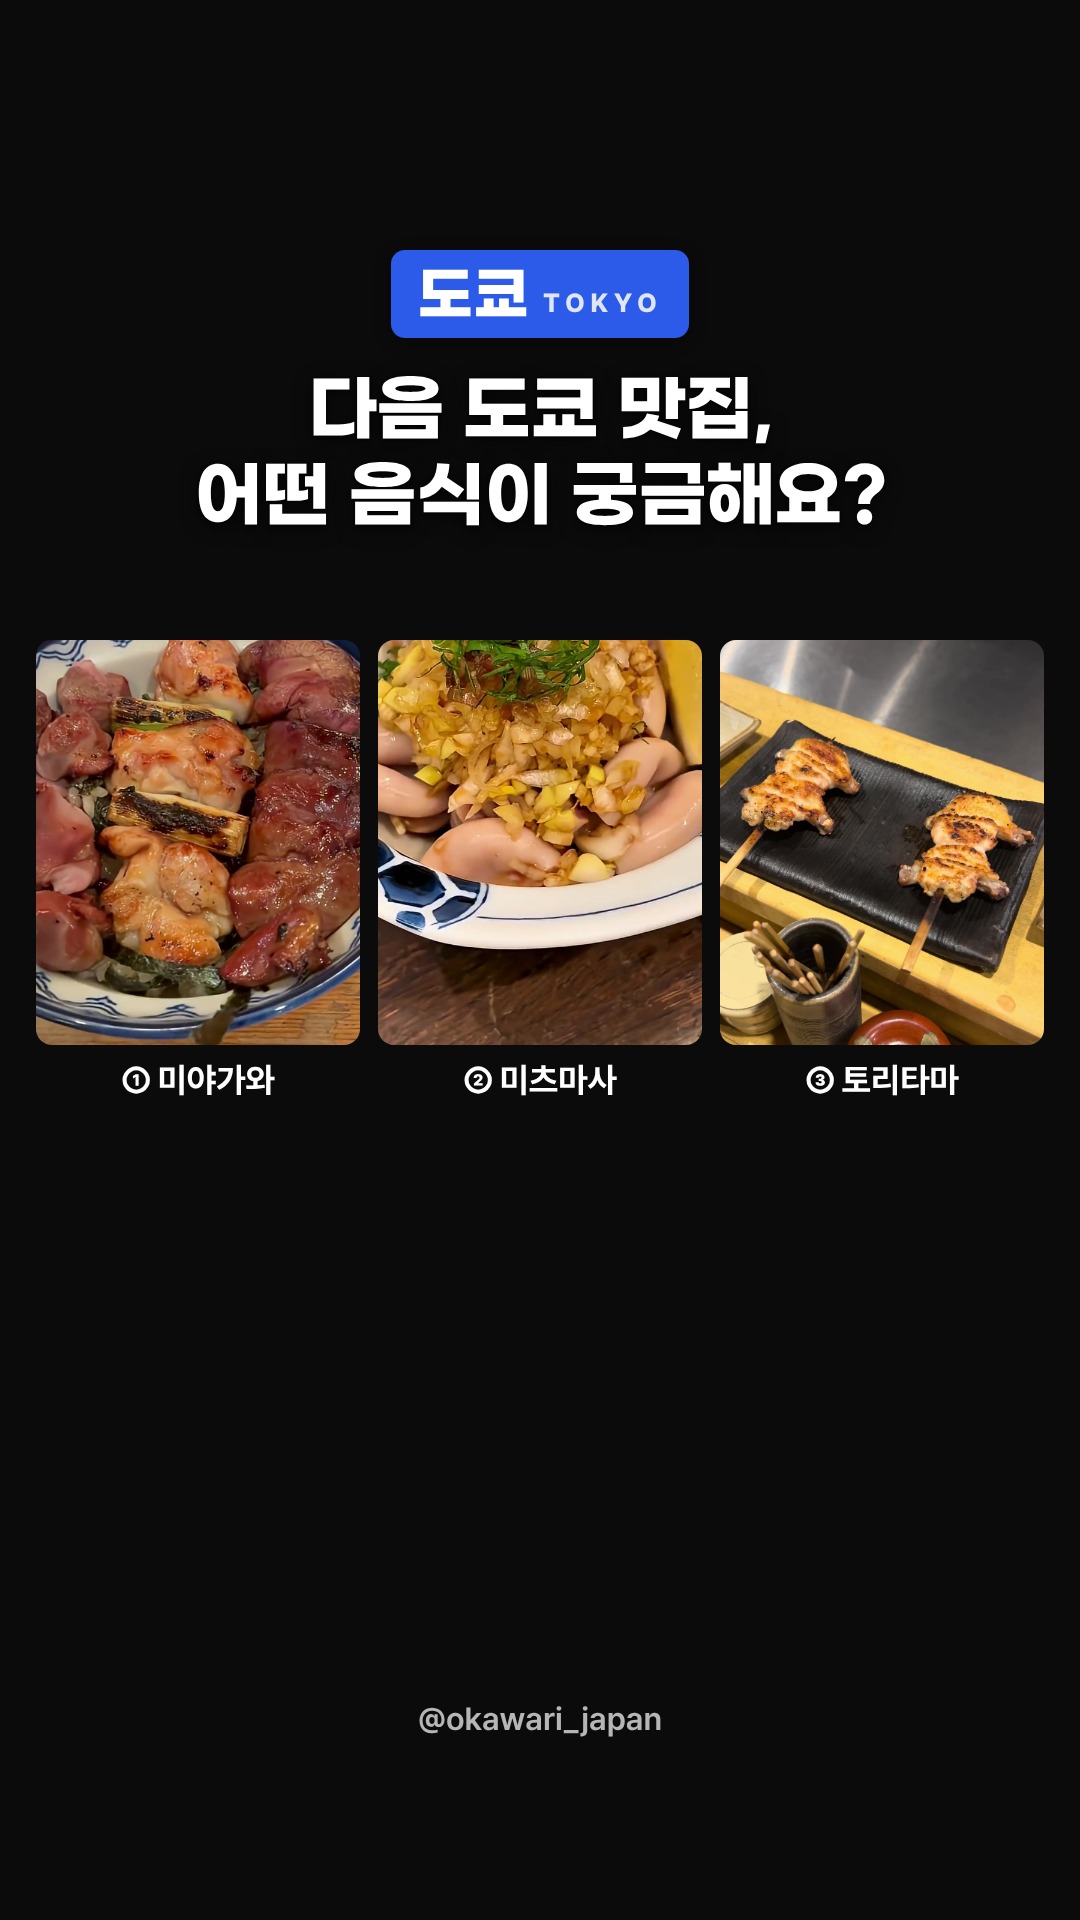 도쿄 TOKYO
다음 도쿄 맛집,
어떤 음식이 궁금해요?
① 미야가와
② 미츠마사
③ 토리타마
@okawari_japan